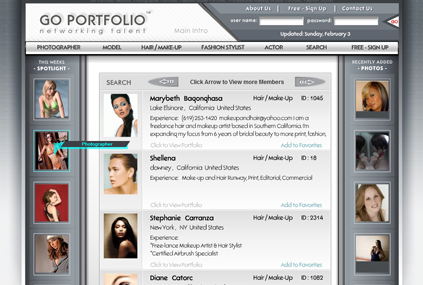 About Us | Free - Sign Up | Contact Us
GO PORTFOLIO™
networking talent
Main Intro
user name: password: GO
Updated: Sunday, February 3
PHOTOGRAPHER MODEL HAIR / MAKE-UP FASHION STYLIST ACTOR SEARCH FREE - SIGN UP
THIS WEEKS
- SPOTLIGHT -
RECENTLY ADDED
- PHOTOS -
SEARCH Click Arrow to View more Members
Marybeth Baqonqhasa Hair / Make-Up ID : 1045
Lake Elsinore, California United States
Experience: (619)253-1420 makeupandhair@yahoo.com I am a
freelance hair and makeup artist based in Southern California. I'm
expanding my focus from 6 years of bridal beauty to more print, fashion,
Click to View Portfolio Add to Favorites
Photographer
Shellena Hair / Make-Up ID : 18
downey, California United States
Experience: Make-up and Hair Runway, Print, Editorial, Commercial
Click to View Portfolio Add to Favorites
Stephanie Carranza Hair / Make-Up ID : 2314
New York, NY United States
Experience:
*Free-lance Makeup Artist & Hair Stylist
*Certified Airbrush Specialist
Click to View Portfolio Add to Favorites
Diane Catorc Hair / Make-Up ID : 1082